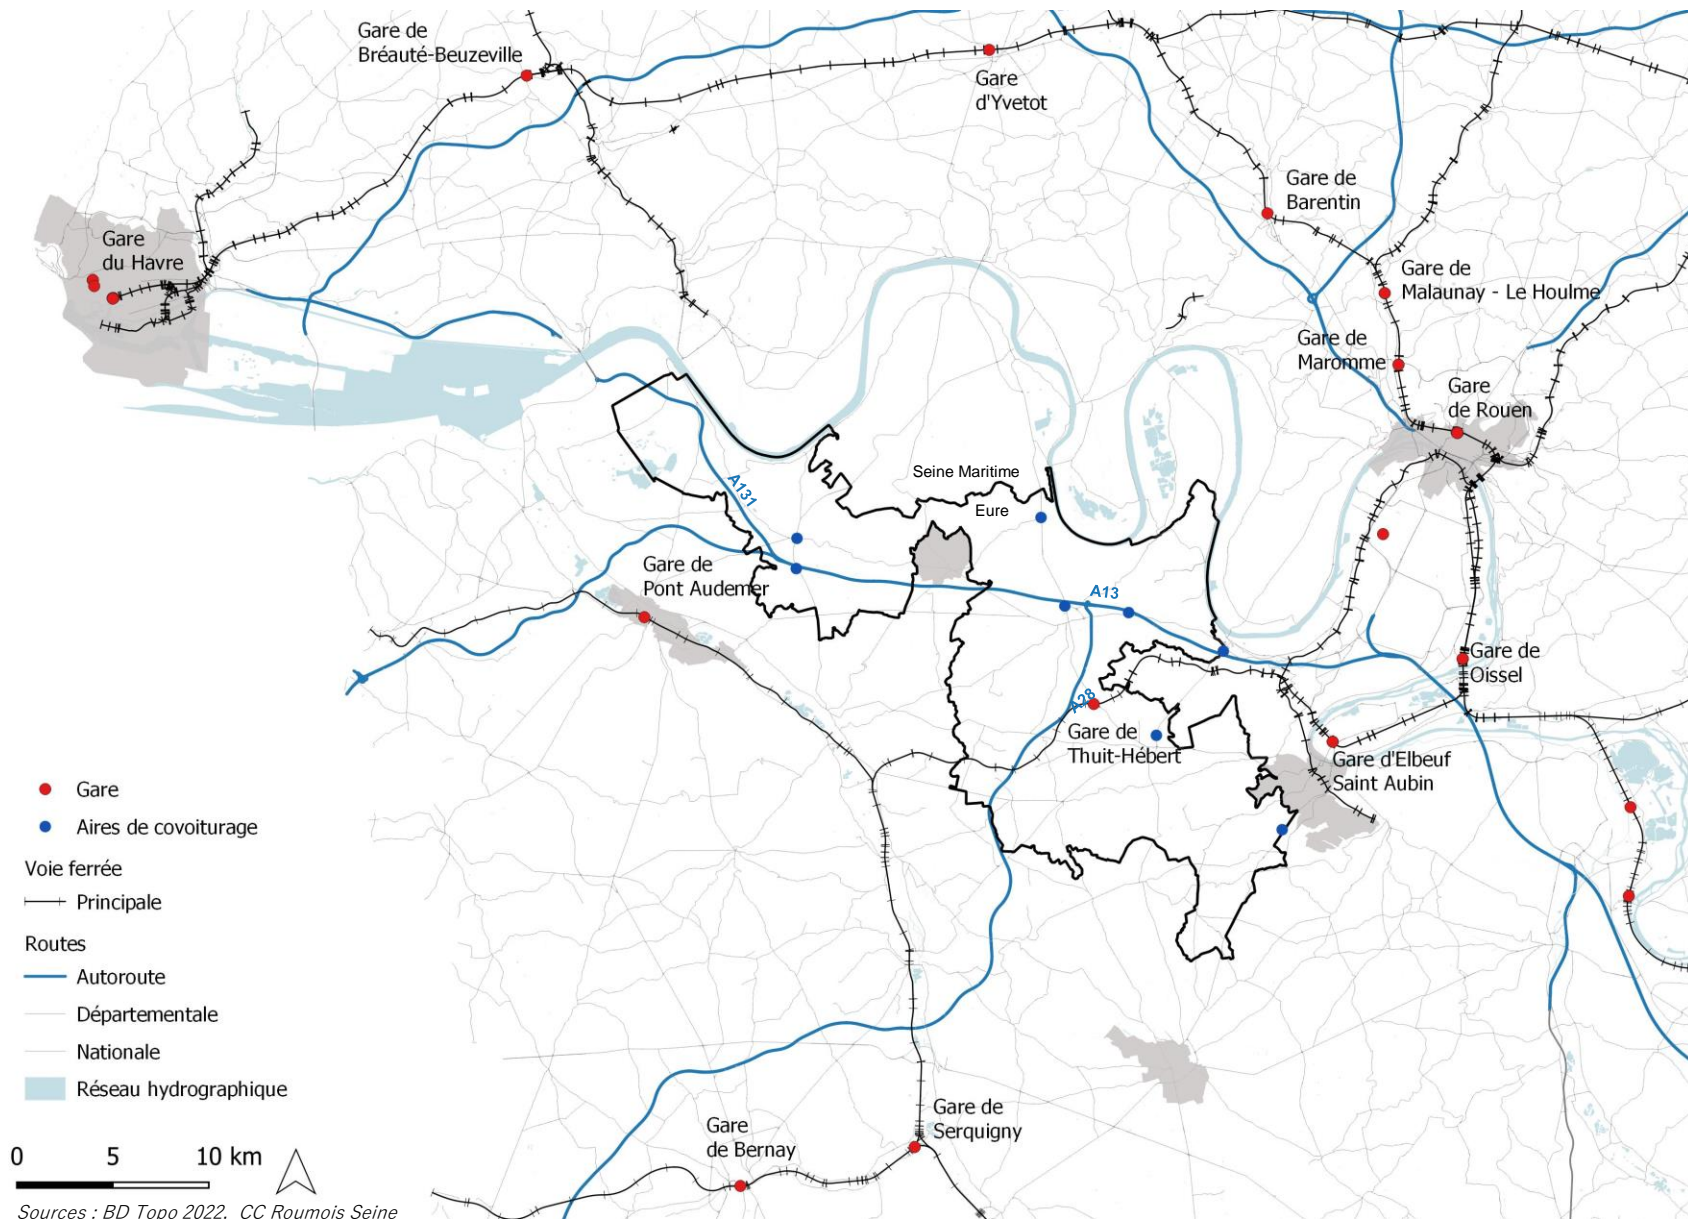 Gare de
Bréauté-Beuzeville
Gare
d'Yvetot
Gare de
Barentin
Gare
du Havre
Gare de
Malaunay - Le Houlme
Gare de
Maromme
Gare
de Rouen
Seine Maritime
Eure
A131
Gare de
Pont Audemer
A13
Gare de
Oissel
A28
Gare de
Thuit-Hébert
Gare d'Elbeuf
Saint Aubin
Gare
Aires de covoiturage
Voie ferrée
Principale
Routes
Autoroute
Départementale
Nationale
Réseau hydrographique
Gare de
Serquigny
Gare
de Bernay
0 5 10 km
Sources : BD Topo 2022, CC Roumois Seine